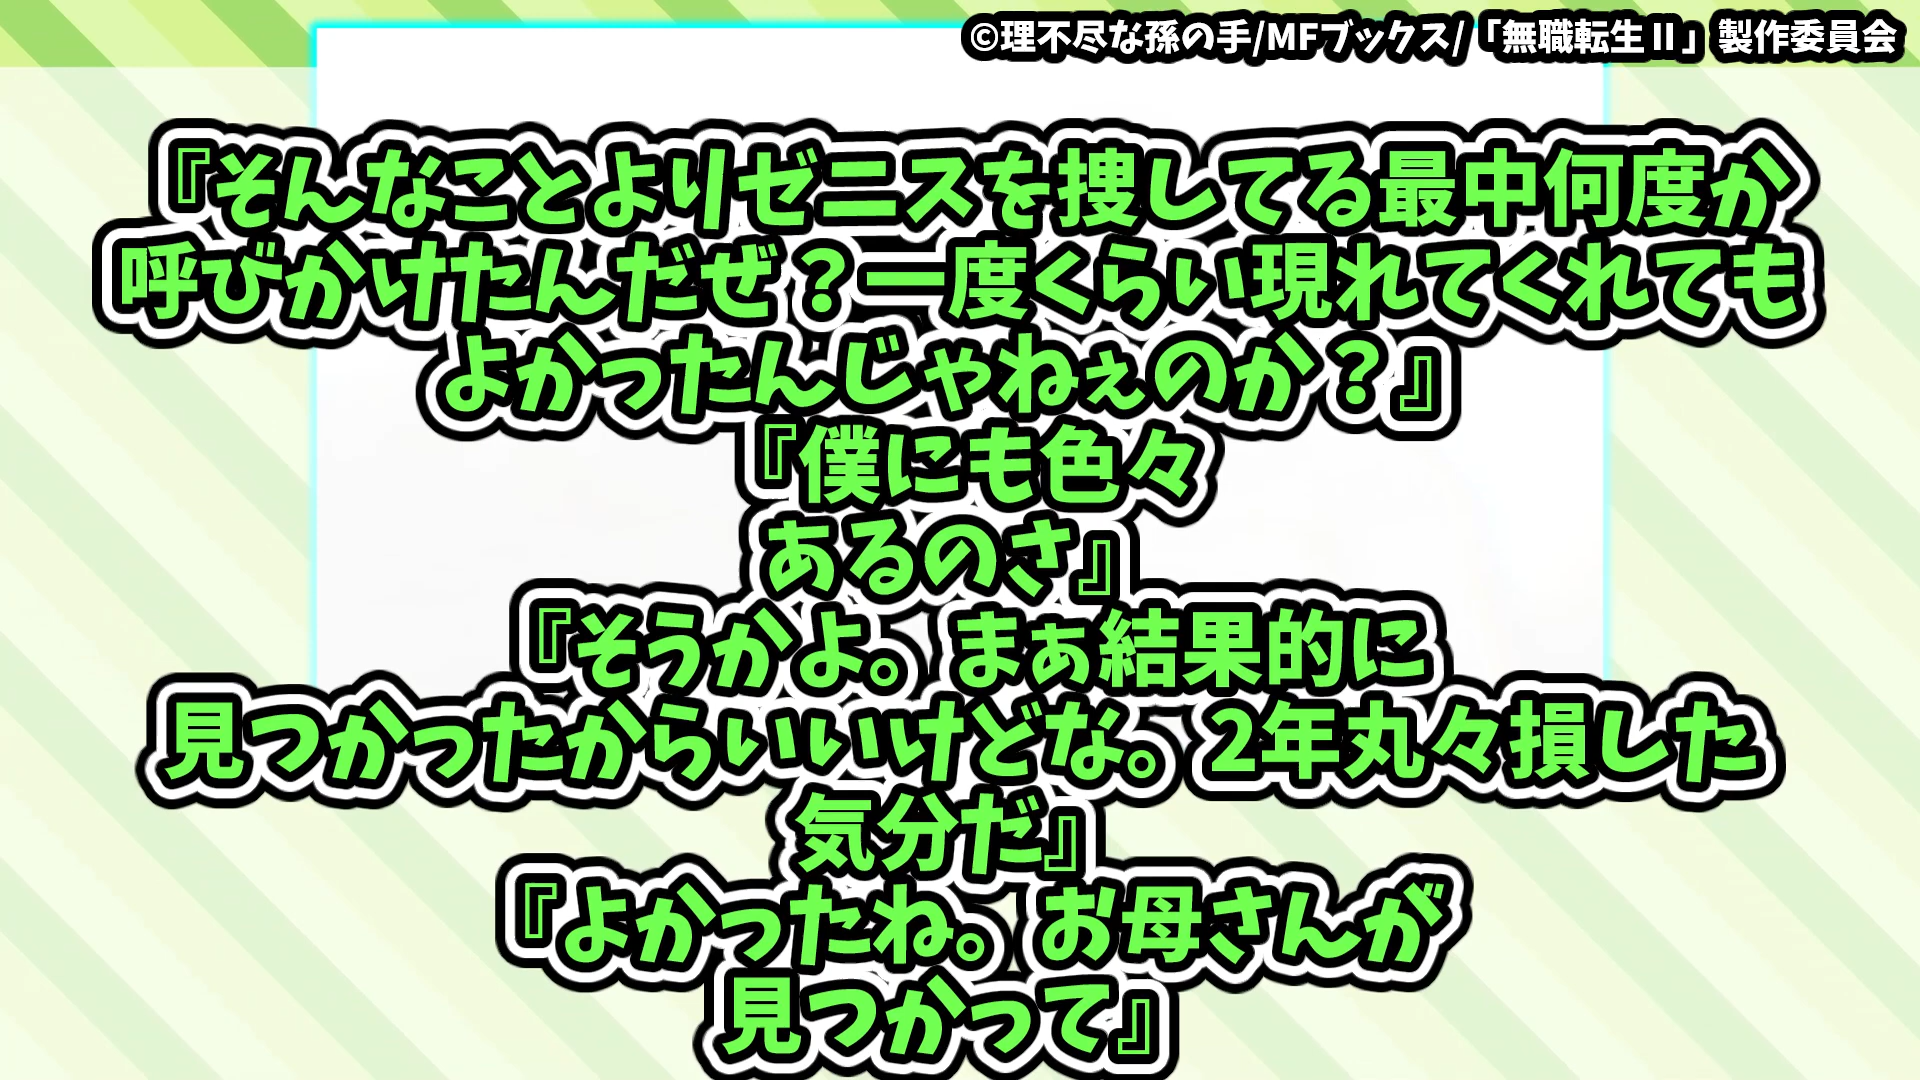 ©理不尽な孫の手/MFブックス/「無職転生Ⅱ」製作委員会
『そんなことよりゼニスを捜してる最中何度か
呼びかけたんだぜ？一度くらい現れてくれても
よかったんじゃねぇのか？』
『僕にも色々
あるのさ』
『そうかよ。まぁ結果的に
見つかったからいいけどな。2年丸々損した
気分だ』
『よかったね。お母さんが
見つかって』